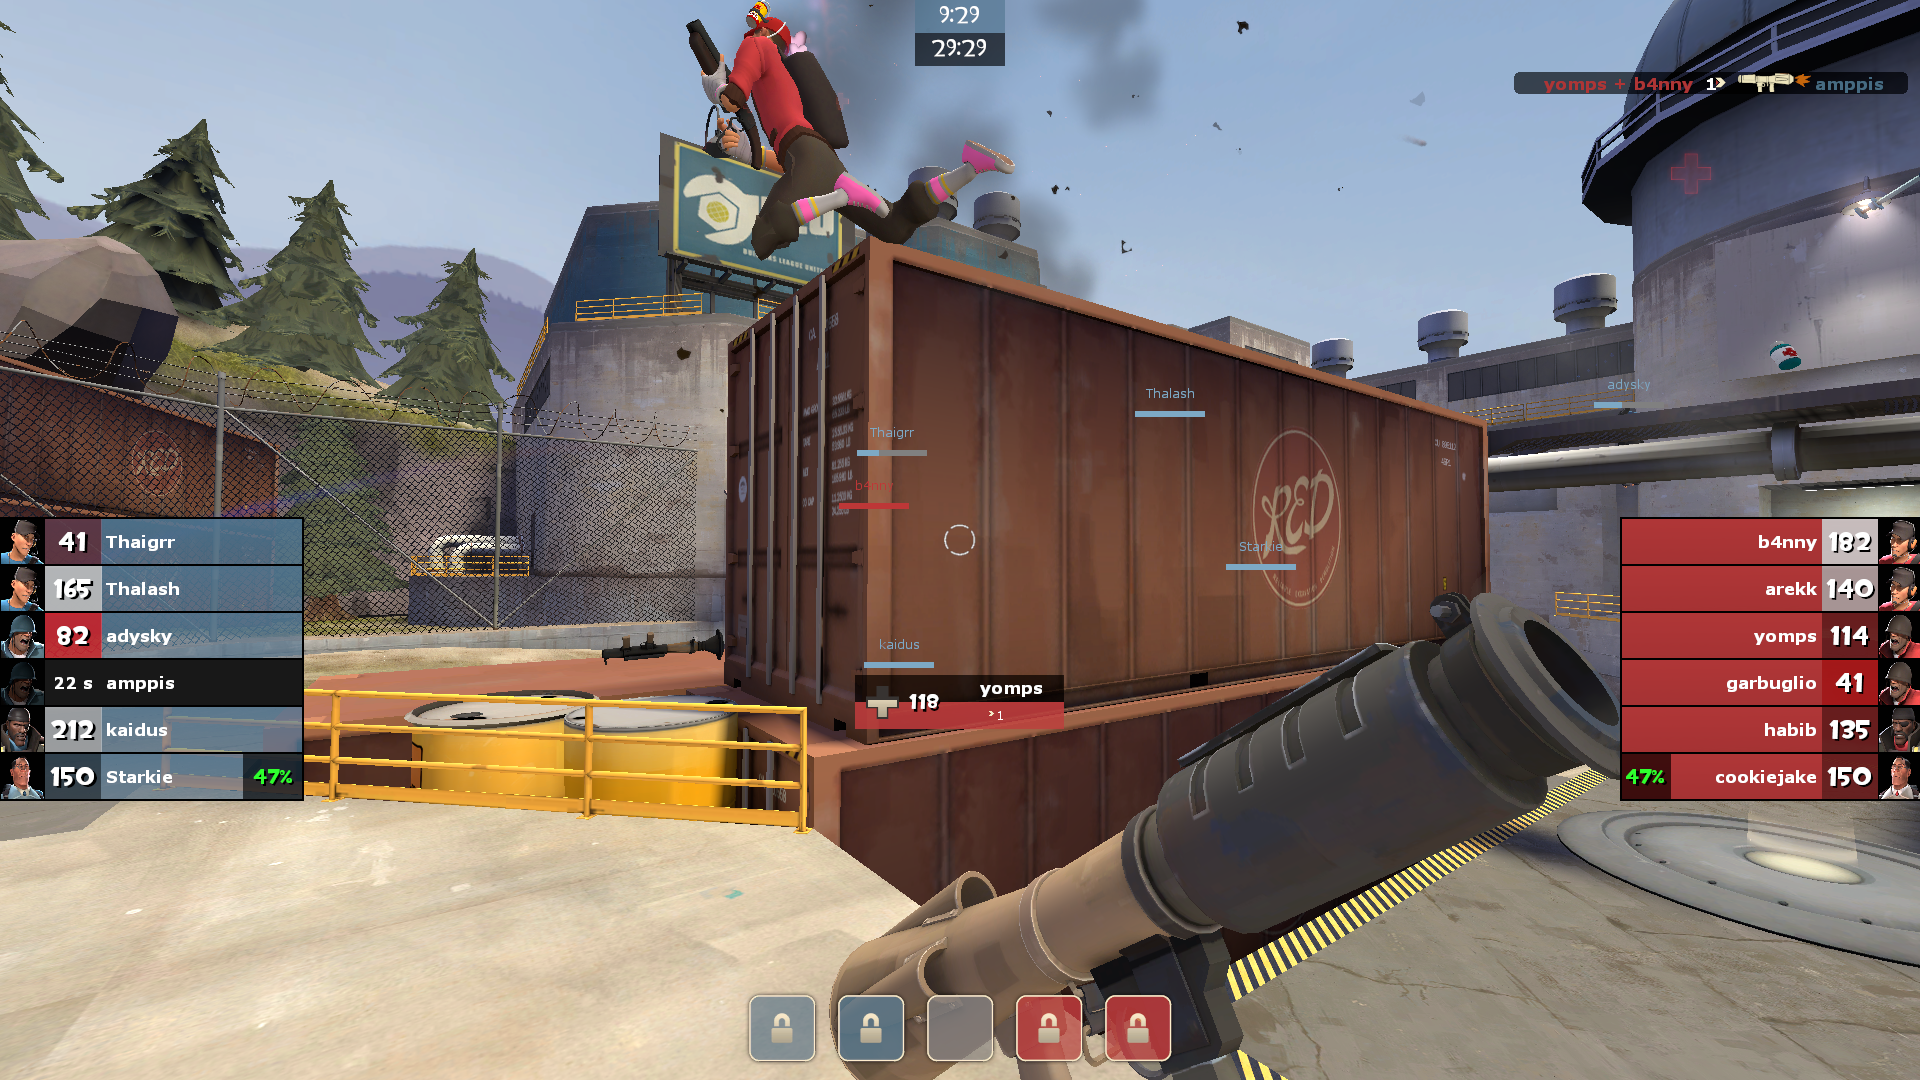 9:29
29:29
yomps + b4nny 1 amppis
adysky
Thalash
Thaigrr
b4nny
RED
Starkie
kaidus
118 yomps
1
41 Thaigrr
165 Thalash
82 adysky
22 s amppis
212 kaidus
150 Starkie 47%
b4nny 182
arekk 140
yomps 114
garbuglio 41
habib 135
47% cookiejake 150